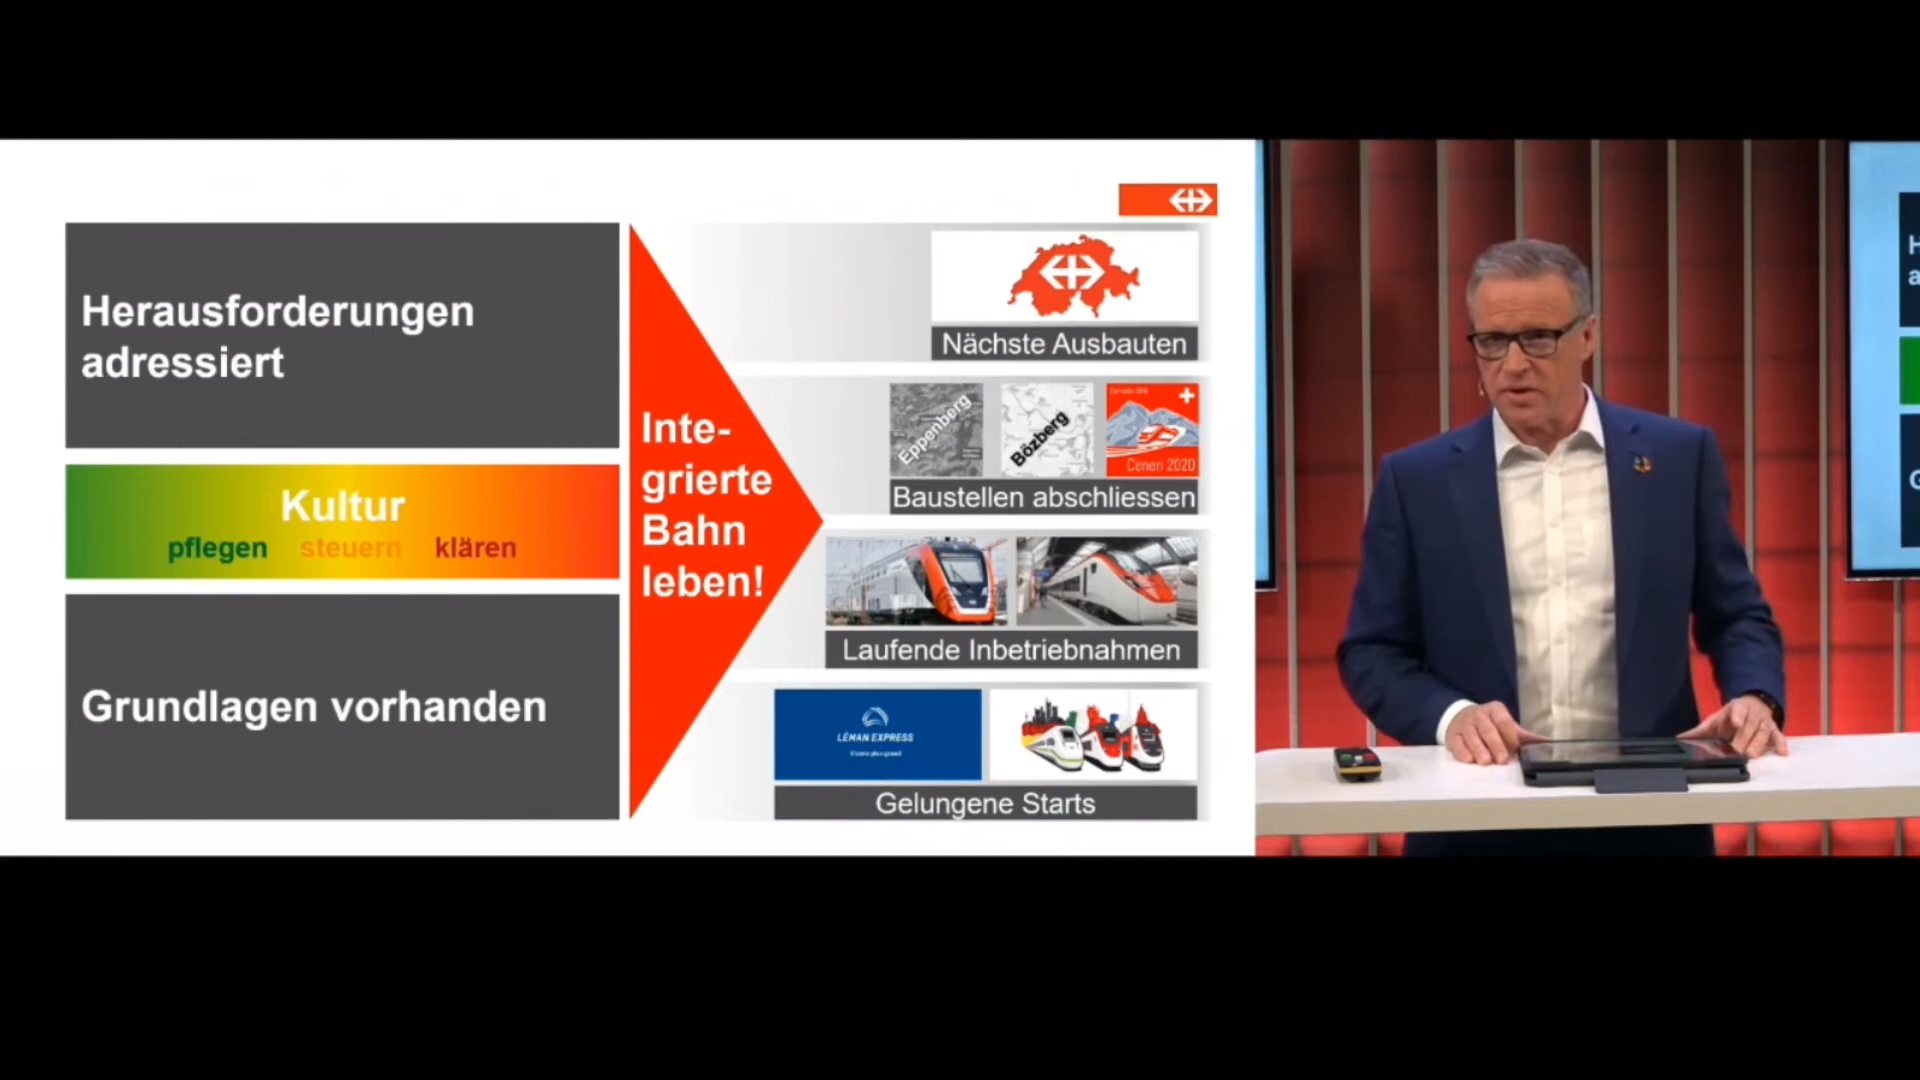 Herausforderungen
adressiert
Kultur
pflegen steuern klären
Grundlagen vorhanden
Inte-
grierte
Bahn
leben!
Nächste Ausbauten
Eppenberg
Bözberg
Ceneri 2020
Baustellen abschliessen
Laufende Inbetriebnahmen
LÉMAN EXPRESS
Gelungene Starts
H
a
G